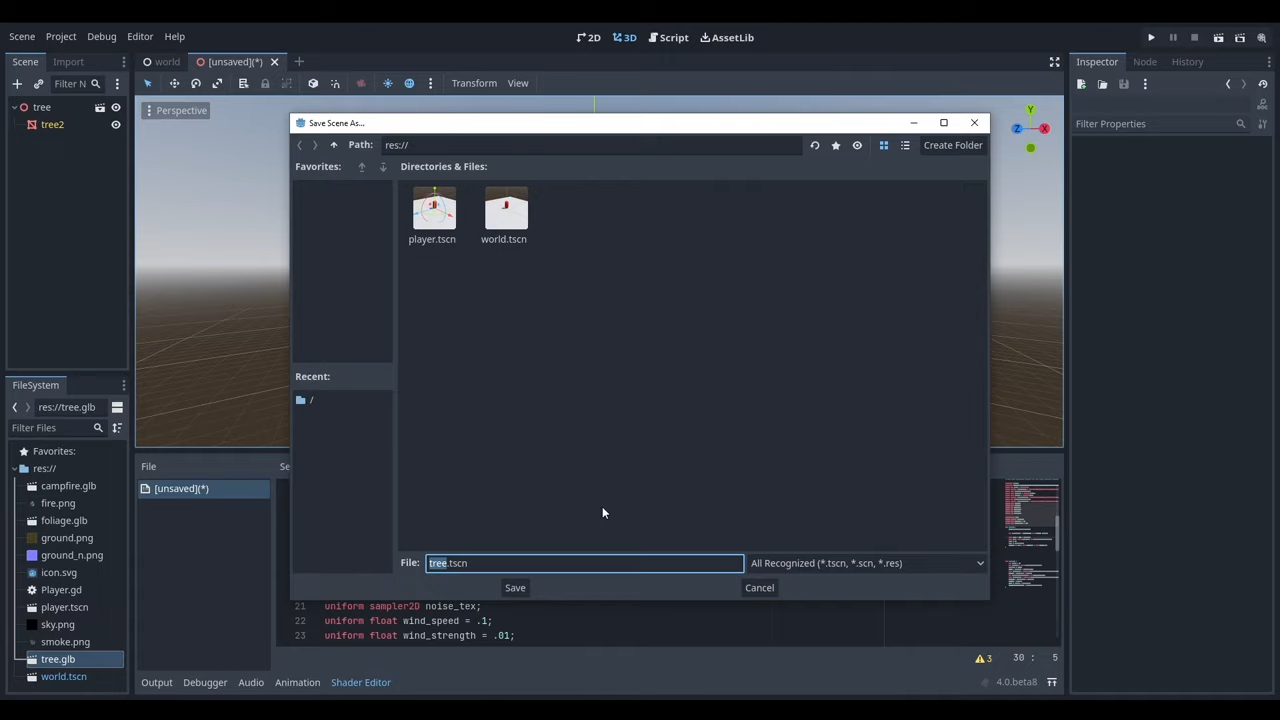 Scene Project Debug Editor Help
2D 3D Script AssetLib
Scene Import
world [unsaved](*)
Inspector Node History
Filter N
Transform View
tree
tree2
Perspective
Y
Z X
Filter Properties
Save Scene As...
Path: res://
Create Folder
Favorites:
Directories & Files:
player.tscn world.tscn
Recent:
/
File: tree.tscn
All Recognized (*.tscn, *.scn, *.res)
Save Cancel
FileSystem
res://tree.glb
Filter Files
Favorites:
res://
campfire.glb
fire.png
foliage.glb
ground.png
ground_n.png
icon.svg
Player.gd
player.tscn
sky.png
smoke.png
tree.glb
world.tscn
File Se
[unsaved](*)
21 uniform sampler2D noise_tex;
22 uniform float wind_speed = .1;
23 uniform float wind_strength = .01;
3 30 : 5
Output Debugger Audio Animation Shader Editor
4.0.beta8